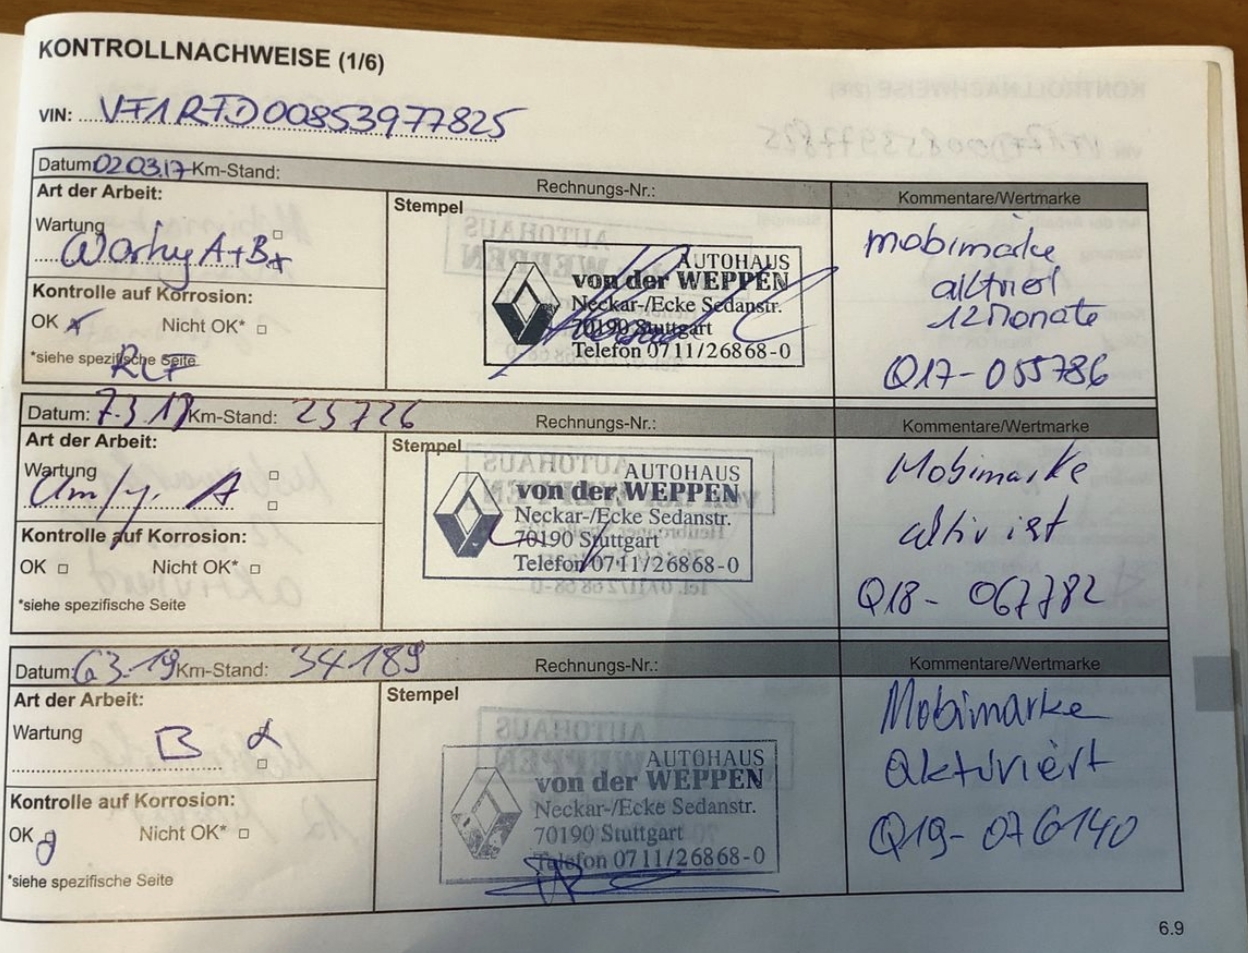 KONTROLLNACHWEISE (1/6)
VIN: VF1RFD00853977825
Datum: 02.03.17 Km-Stand:
Rechnungs-Nr.:
Kommentare/Wertmarke
Art der Arbeit:
Stempel
Wartung
Wartung A+B+
Kontrolle auf Korrosion:
OK Nicht OK*
*siehe spezifische Seite
AUTOHAUS
von der WEPPEN
Neckar-/Ecke Sedanstr.
70190 Stuttgart
Telefon 0711/26868-0
mobimarke
aktiviert
12 Monate
Q17-055786
Datum: 7.3.18 Km-Stand: 25726
Rechnungs-Nr.:
Kommentare/Wertmarke
Art der Arbeit:
Stempel
Wartung
A
Kontrolle auf Korrosion:
OK Nicht OK*
*siehe spezifische Seite
AUTOHAUS
von der WEPPEN
Neckar-/Ecke Sedanstr.
70190 Stuttgart
Telefon 0711/26868-0
Mobimarke
aktiviert
Q18-067782
Datum: 6.3.19 Km-Stand: 34189
Rechnungs-Nr.:
Kommentare/Wertmarke
Art der Arbeit:
Stempel
Wartung B
Kontrolle auf Korrosion:
OK Nicht OK*
*siehe spezifische Seite
AUTOHAUS
von der WEPPEN
Neckar-/Ecke Sedanstr.
70190 Stuttgart
Telefon 0711/26868-0
Mobimarke
Aktiviert
Q19-076140
6.9